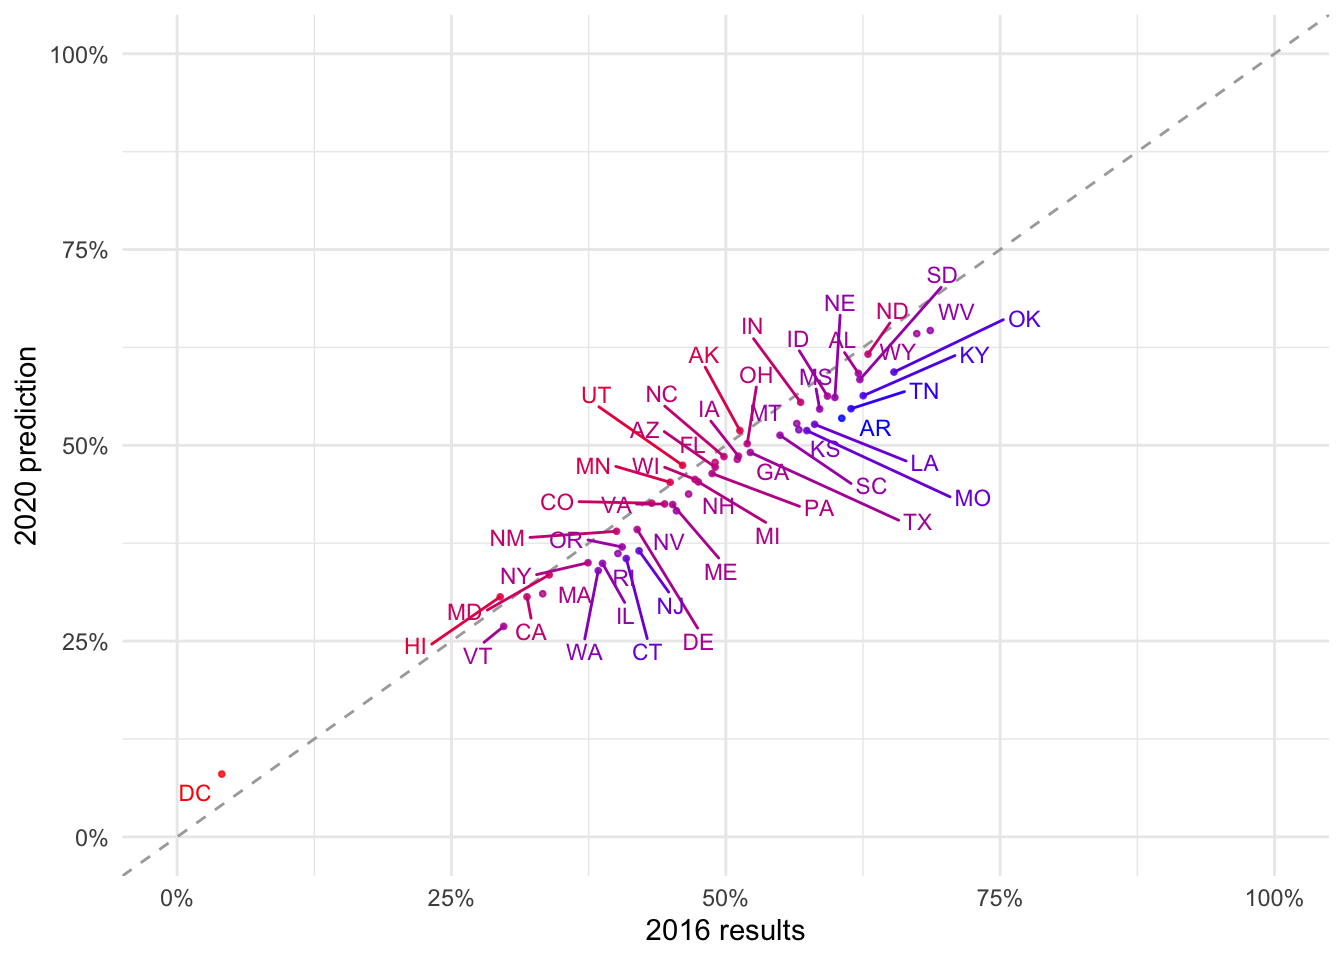 100%
75%
50%
25%
0%
2020 prediction
SD
NE
ND
WV
OK
IN
ID
AL
WY
KY
AK
OH
MS
UT
NC
IA
MT
TN
AZ
FL
AR
KS
MN
WI
GA
LA
SC
MO
CO
VA
NH
PA
TX
NM
OR
NV
MI
NY
RI
ME
MD
MA
IL
NJ
HI
CA
VT
WA
CT
DE
DC
0%
25%
50%
75%
100%
2016 results